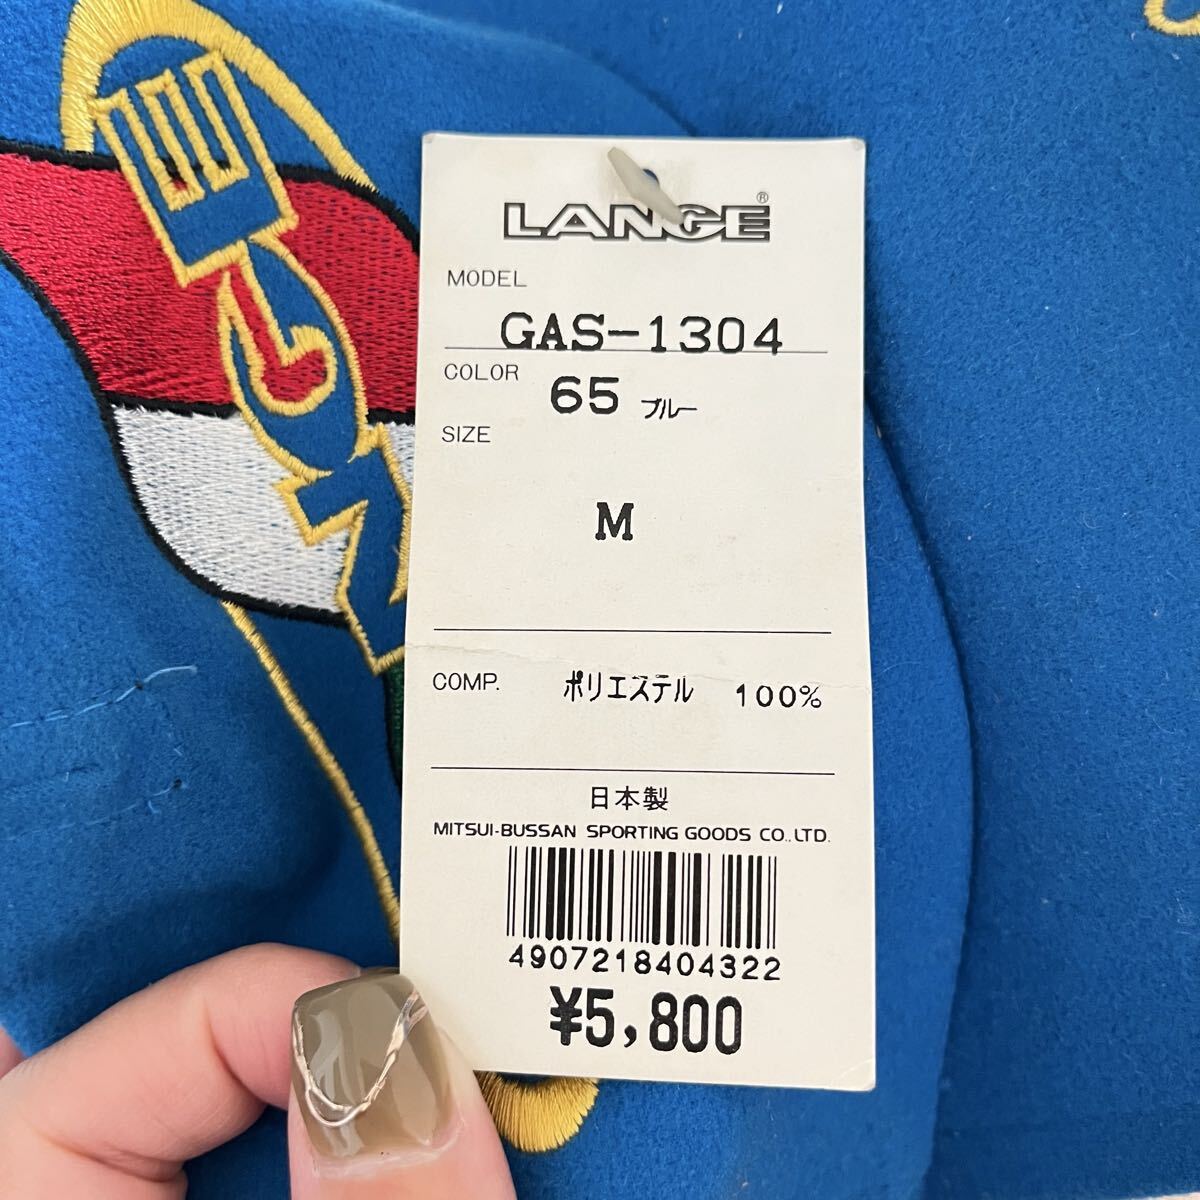 LANGE®
MODEL
GAS-1304
COLOR 65 ブルー
SIZE
M
COMP. ポリエステル 100%
日本製
MITSUI-BUSSAN SPORTING GOODS CO.,LTD.
4907218404322
¥5,800